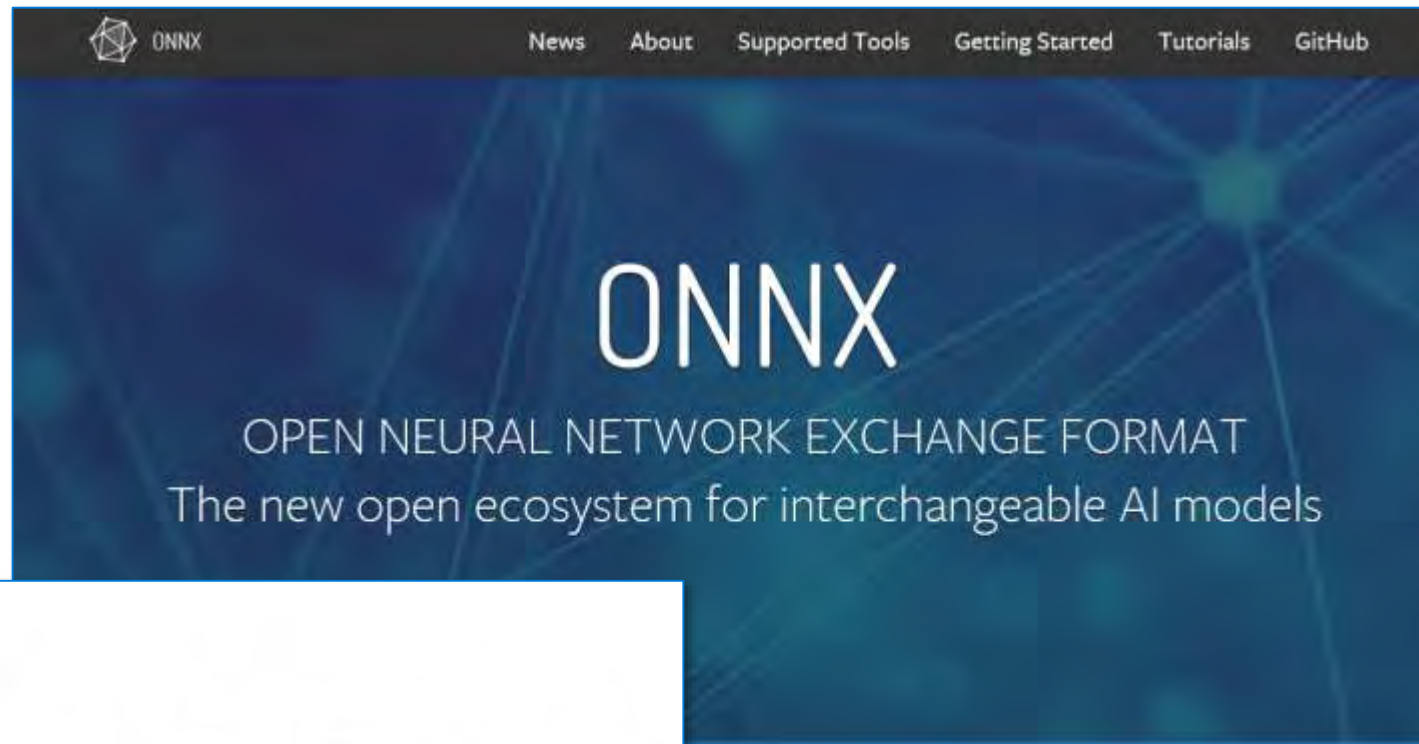 ONNX News About Supported Tools Getting Started Tutorials GitHub
ONNX
OPEN NEURAL NETWORK EXCHANGE FORMAT
The new open ecosystem for interchangeable AI models